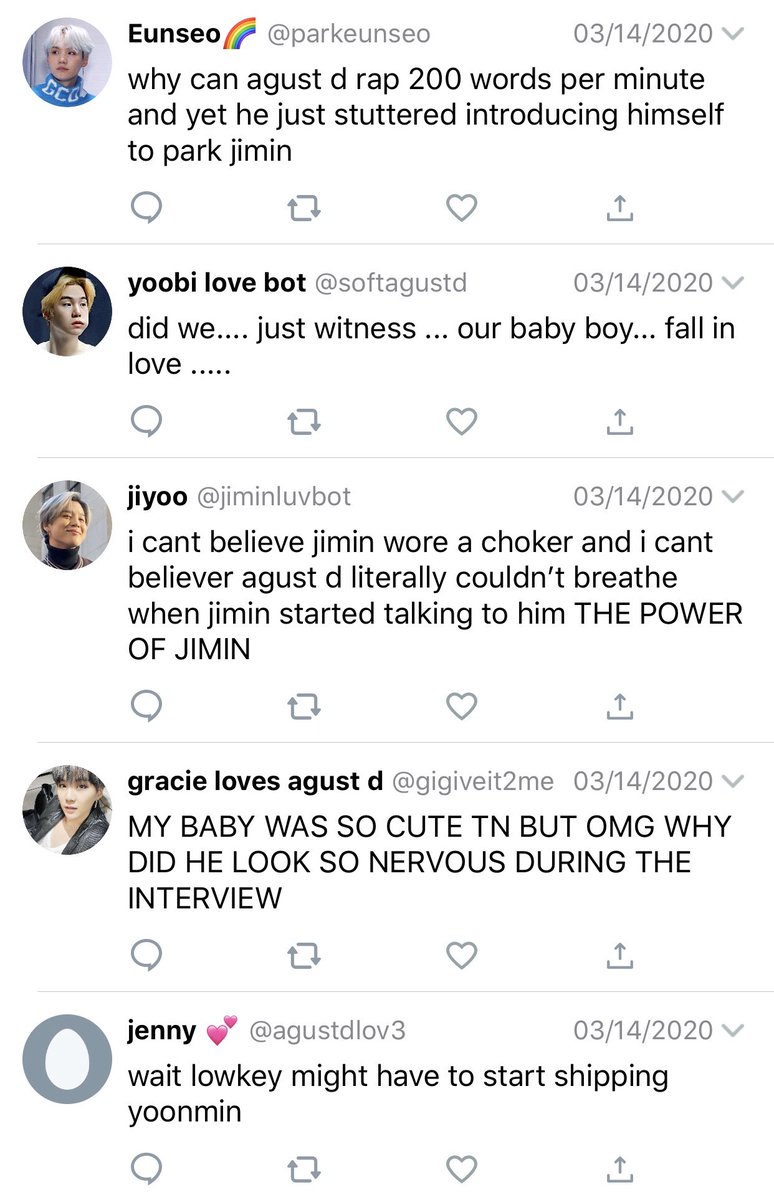 Eunseo🌈 @parkeunseo 03/14/2020
why can agust d rap 200 words per minute
and yet he just stuttered introducing himself
to park jimin
yoobi love bot @softagustd 03/14/2020
did we.... just witness ... our baby boy... fall in
love .....
jiyoo @jiminluvbot 03/14/2020
i cant believe jimin wore a choker and i cant
believer agust d literally couldn’t breathe
when jimin started talking to him THE POWER
OF JIMIN
gracie loves agust d @gigiveit2me 03/14/2020
MY BABY WAS SO CUTE TN BUT OMG WHY
DID HE LOOK SO NERVOUS DURING THE
INTERVIEW
jenny 💕 @agustdlov3 03/14/2020
wait lowkey might have to start shipping
yoonmin